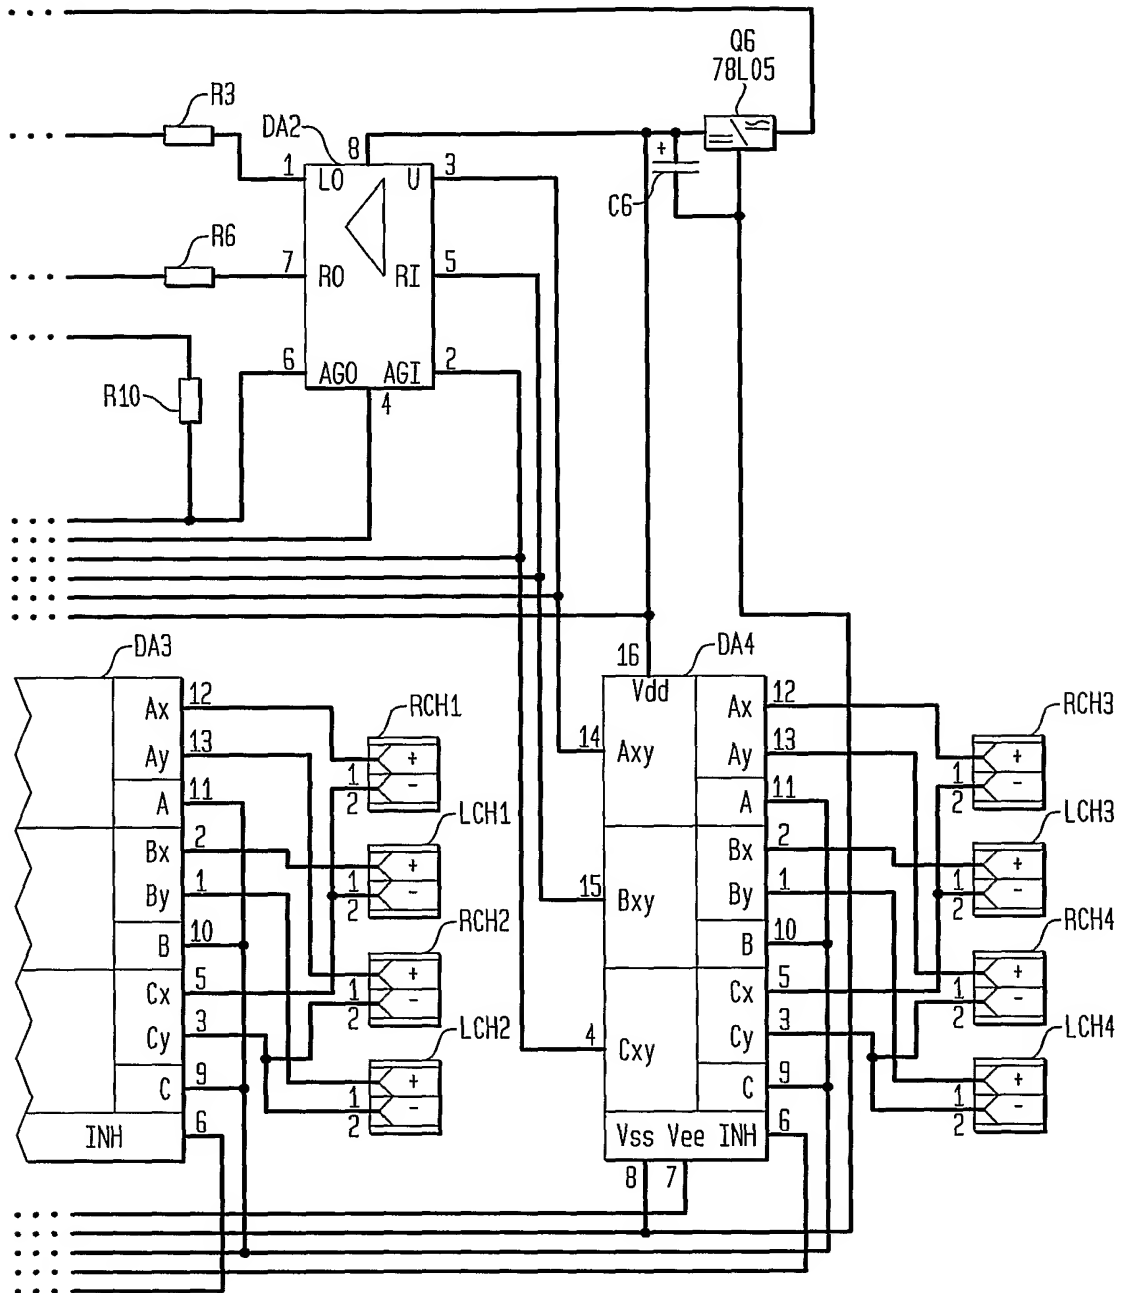 Q6
78L05
R3
DA2
8
1
LO
U
3
+
C6
R6
7
RO
RI
5
6
AGO
AGI
2
R10
4
DA3
16
DA4
Vdd
12
Ax
RCH1
13
Ay
+
1
-
2
11
A
LCH1
2
Bx
+
1
By
1
-
2
10
B
RCH2
5
Cx
+
1
-
2
3
Cy
LCH2
9
C
+
1
-
2
6
INH
14
Axy
12
Ax
RCH3
13
Ay
+
1
-
2
11
A
LCH3
2
Bx
+
15
Bxy
1
By
1
-
2
10
B
RCH4
5
Cx
+
1
-
2
4
Cxy
3
Cy
LCH4
9
C
+
1
-
2
Vss Vee INH
6
8
7